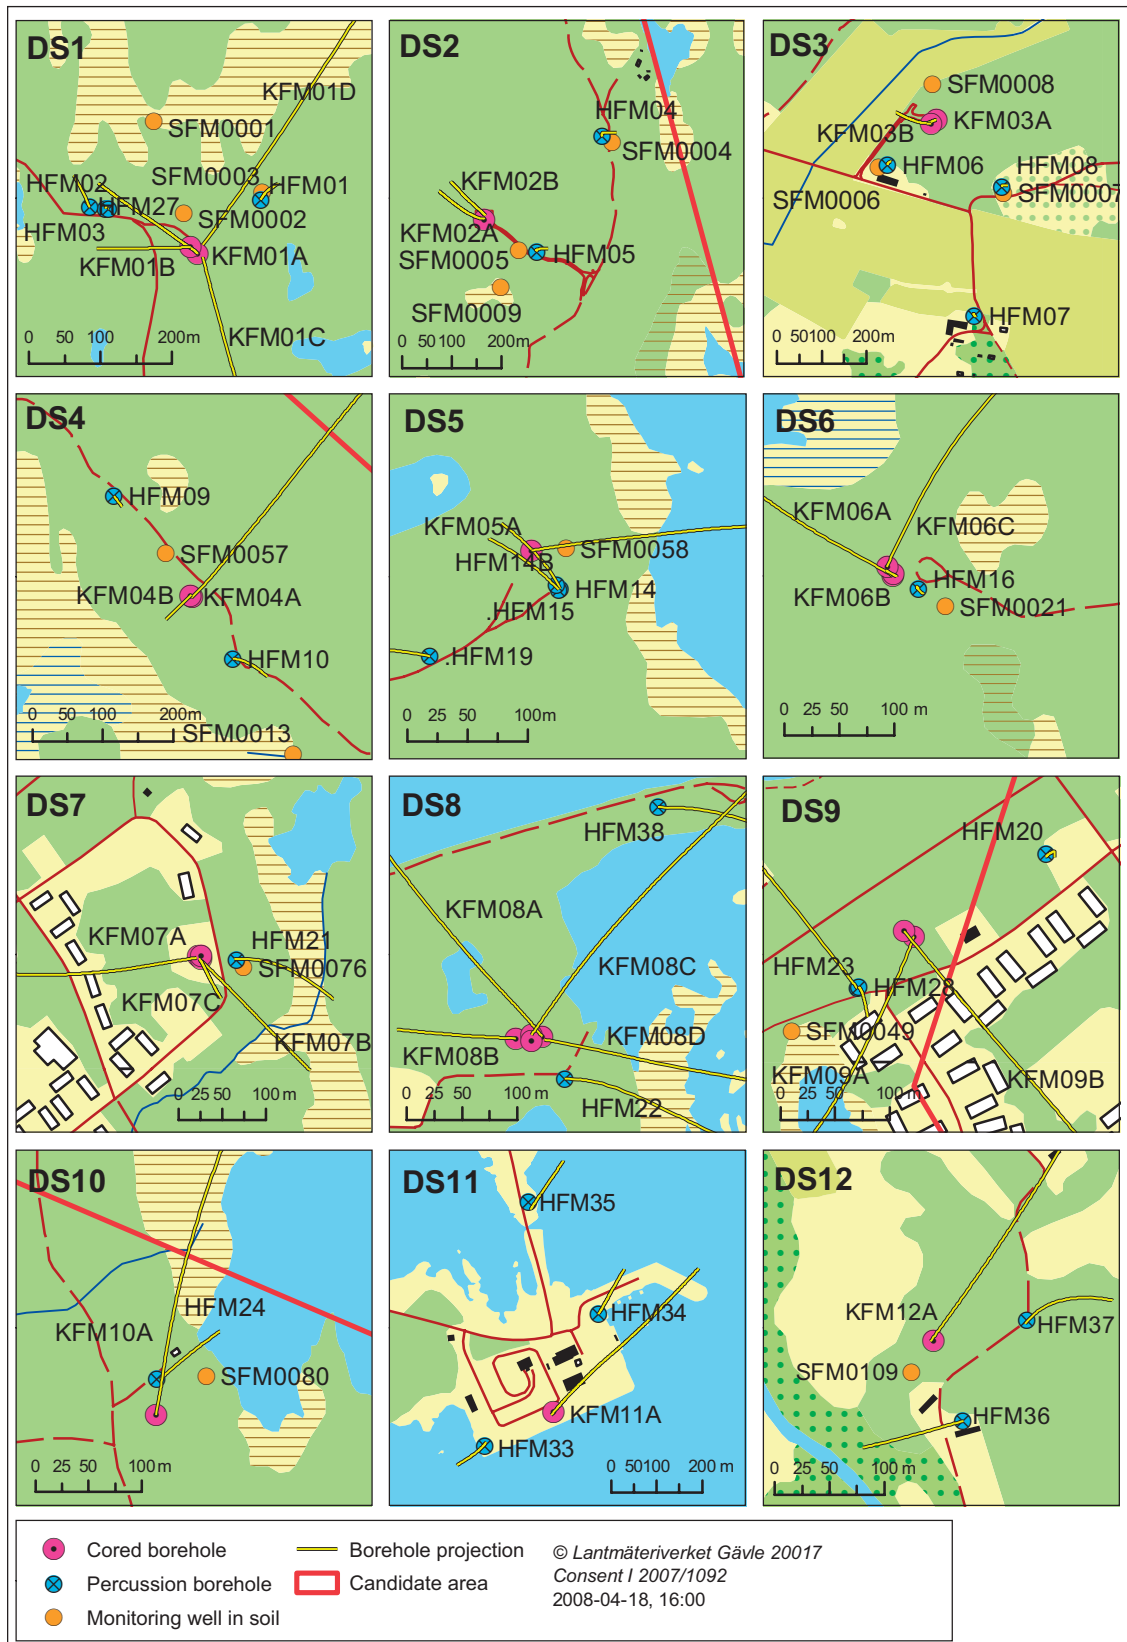 DS1
KFM01D
SFM0001
SFM0003
HFM02
HFM01
HFM27
SFM0002
HFM03
KFM01A
KFM01B
KFM01C
0 50 100 200m
DS2
HFM04
SFM0004
KFM02B
KFM02A
SFM0005
HFM05
SFM0009
0 50 100 200m
DS3
SFM0008
KFM03B
KFM03A
HFM06
HFM08
SFM0006
SFM0007
HFM07
0 50100 200m
DS4
HFM09
SFM0057
KFM04B
KFM04A
HFM10
0 50 100 200m
SFM0013
DS5
KFM05A
HFM14B
SFM0058
HFM14
.HFM15
.HFM19
0 25 50 100m
DS6
KFM06A
KFM06C
KFM06B
HFM16
SFM0021
0 25 50 100 m
DS7
KFM07A
HFM21
SFM0076
KFM07C
KFM07B
0 25 50 100 m
DS8
HFM38
KFM08A
KFM08C
KFM08B
KFM08D
0 25 50 100 m
HFM22
DS9
HFM20
HFM23
HFM28
SFM0049
KFM09A
KFM09B
0 25 50 100 m
DS10
HFM24
KFM10A
SFM0080
0 25 50 100 m
DS11
HFM35
HFM34
KFM11A
HFM33
0 50100 200 m
DS12
KFM12A
HFM37
SFM0109
HFM36
0 25 50 100 m
Cored borehole
Percussion borehole
Monitoring well in soil
Borehole projection
Candidate area
© Lantmäteriverket Gävle 20017
Consent I 2007/1092
2008-04-18, 16:00